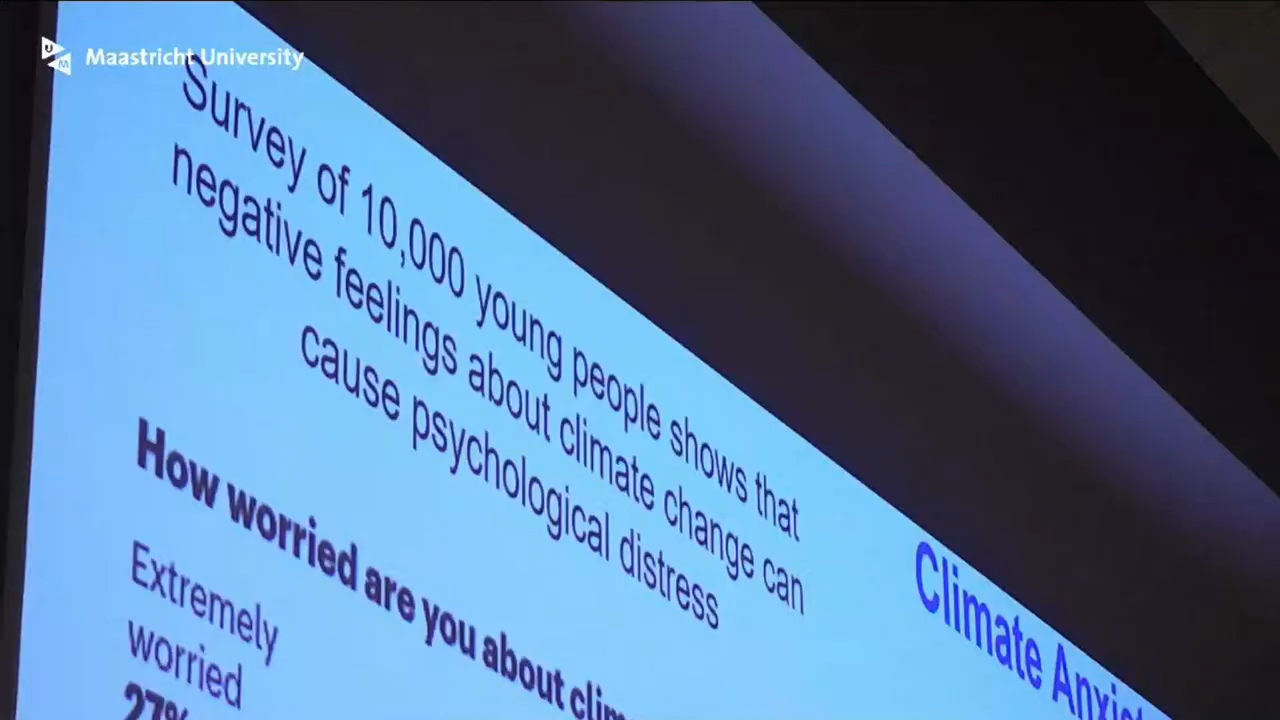 Maastricht University
Survey of 10,000 young people shows that
negative feelings about climate change can
cause psychological distress
How worried are you about
Extremely
worried
27%
Climate